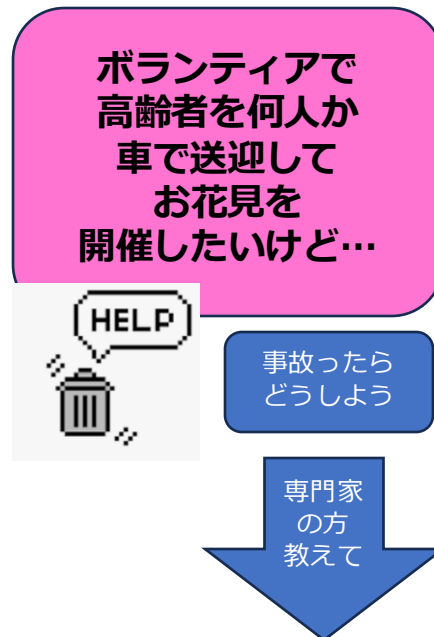 ボランティアで
高齢者を何人か
車で送迎して
お花見を
開催したいけど…
HELP
事故ったら
どうしよう
専門家
の方
教えて